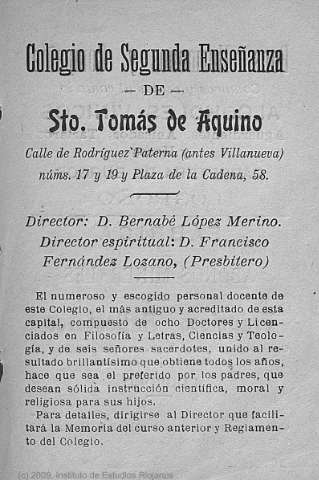 Colegio de Segunda Enseñanza
— DE —
Sto. Tomás de Aquino
Calle de Rodríguez Paterna (antes Villanueva)
núms. 17 y 19 y Plaza de la Cadena, 58.
Director: D. Bernabé López Merino.
Director espiritual: D. Francisco
Fernández Lozano, (Presbitero)
El numeroso y escogido personal docente de
este Colegio, el más antiguo y acreditado de esta
capital, compuesto de ocho Doctores y Licen-
ciados en Filosofía y Letras, Ciencias y Teolo-
gía, y de seis señores sacerdotes, unido al re-
sultado brillantísimo que obtiene todos los años,
hace que sea el preferido por los padres, que
desean sólida instrucción científica, moral y
religiosa para sus hijos.
Para detalles, dirigirse al Director que facili-
tará la Memoria del curso anterior y Reglamento
del Colegio.
(c) 2009, Instituto de Estudios Riojanos